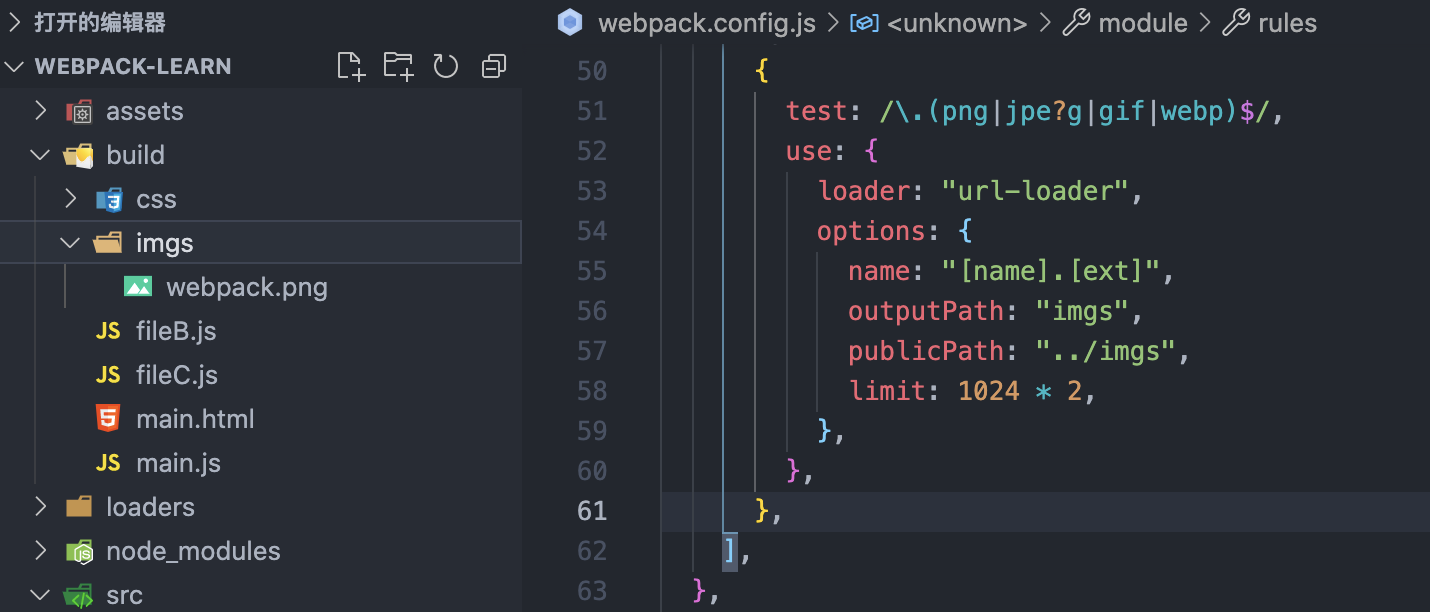 打开的编辑器
WEBPACK-LEARN
assets
build
css
imgs
webpack.png
JS fileB.js
JS fileC.js
5 main.html
JS main.js
loaders
node_modules
src
webpack.config.js > <unknown> > module > rules
50 {
51 test: /\.(png|jpe?g|gif|webp)$/,
52 use: {
53 loader: "url-loader",
54 options: {
55 name: "[name].[ext]",
56 outputPath: "imgs",
57 publicPath: "../imgs",
58 limit: 1024 * 2,
59 },
60 },
61 },
62 ],
63 },